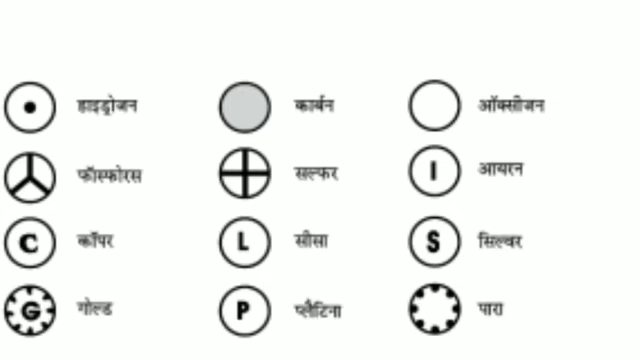 हाइड्रोजन कार्बन ऑक्सीजन
फॉस्फोरस सल्फर I आयरन
C कॉपर L सीसा S सिल्वर
G गोल्ड P प्लैटिना पारा